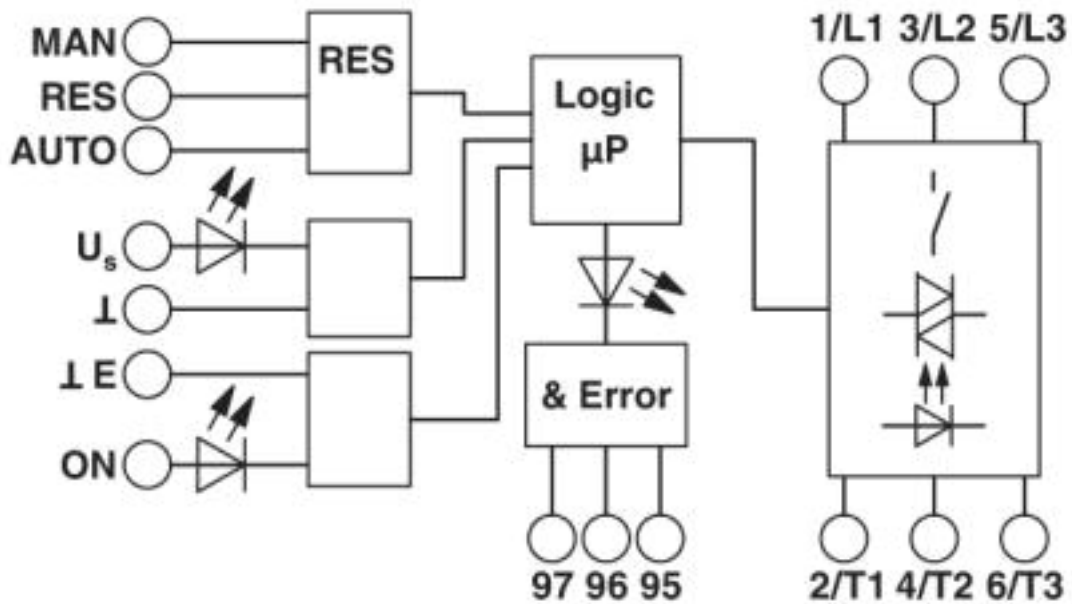 MAN
RES
AUTO
RES
Us
⊥
⊥ E
ON
Logic
µP
& Error
97 96 95
1/L1 3/L2 5/L3
2/T1 4/T2 6/T3